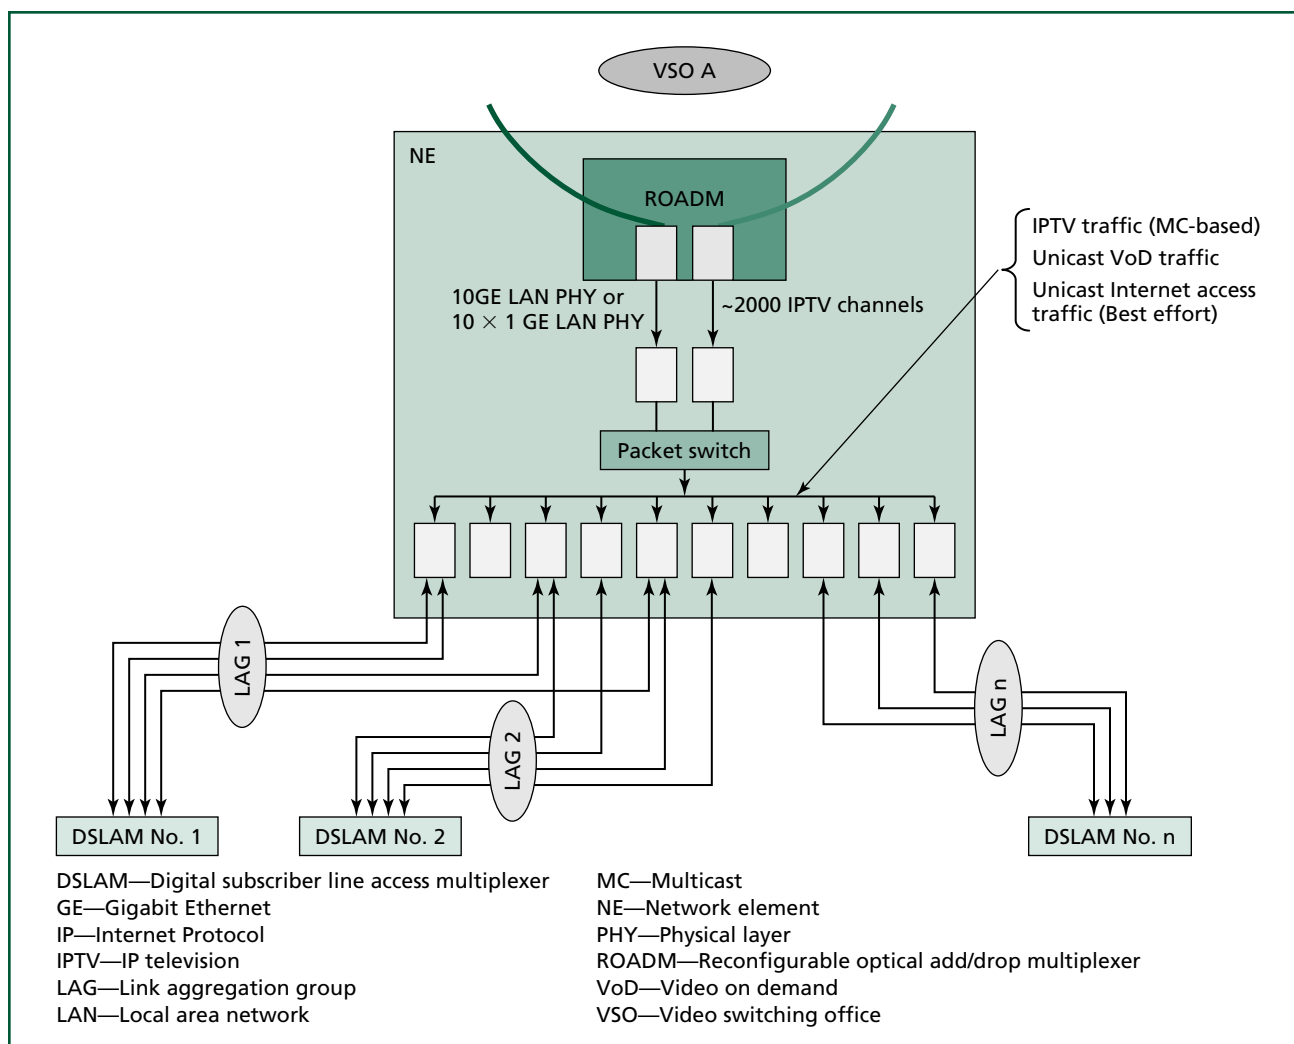 VSO A
NE
ROADM
10GE LAN PHY or
10 × 1 GE LAN PHY
~2000 IPTV channels
IPTV traffic (MC-based)
Unicast VoD traffic
Unicast Internet access
traffic (Best effort)
Packet switch
LAG 1
LAG 2
LAG n
DSLAM No. 1
DSLAM No. 2
DSLAM No. n
DSLAM—Digital subscriber line access multiplexer
GE—Gigabit Ethernet
IP—Internet Protocol
IPTV—IP television
LAG—Link aggregation group
LAN—Local area network
MC—Multicast
NE—Network element
PHY—Physical layer
ROADM—Reconfigurable optical add/drop multiplexer
VoD—Video on demand
VSO—Video switching office